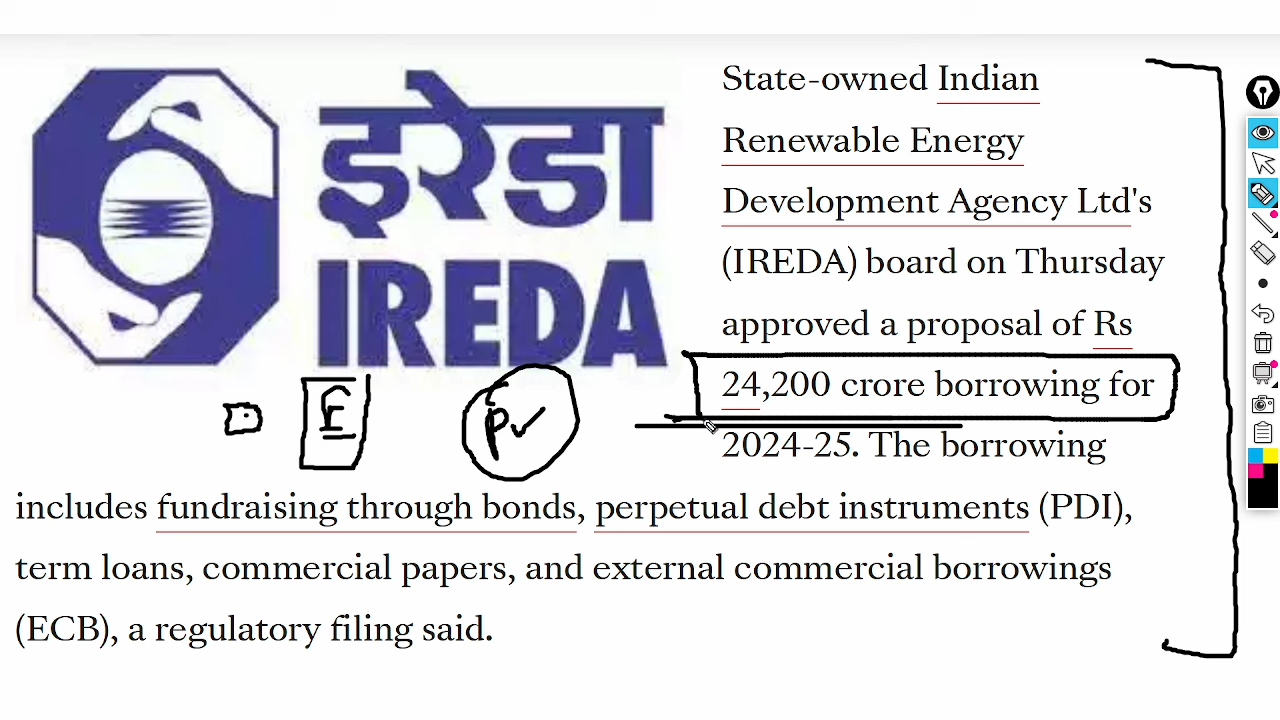 इरेडा
IREDA
State-owned Indian
Renewable Energy
Development Agency Ltd's
(IREDA) board on Thursday
approved a proposal of Rs
24,200 crore borrowing for
2024-25. The borrowing
includes fundraising through bonds, perpetual debt instruments (PDI),
term loans, commercial papers, and external commercial borrowings
(ECB), a regulatory filing said.